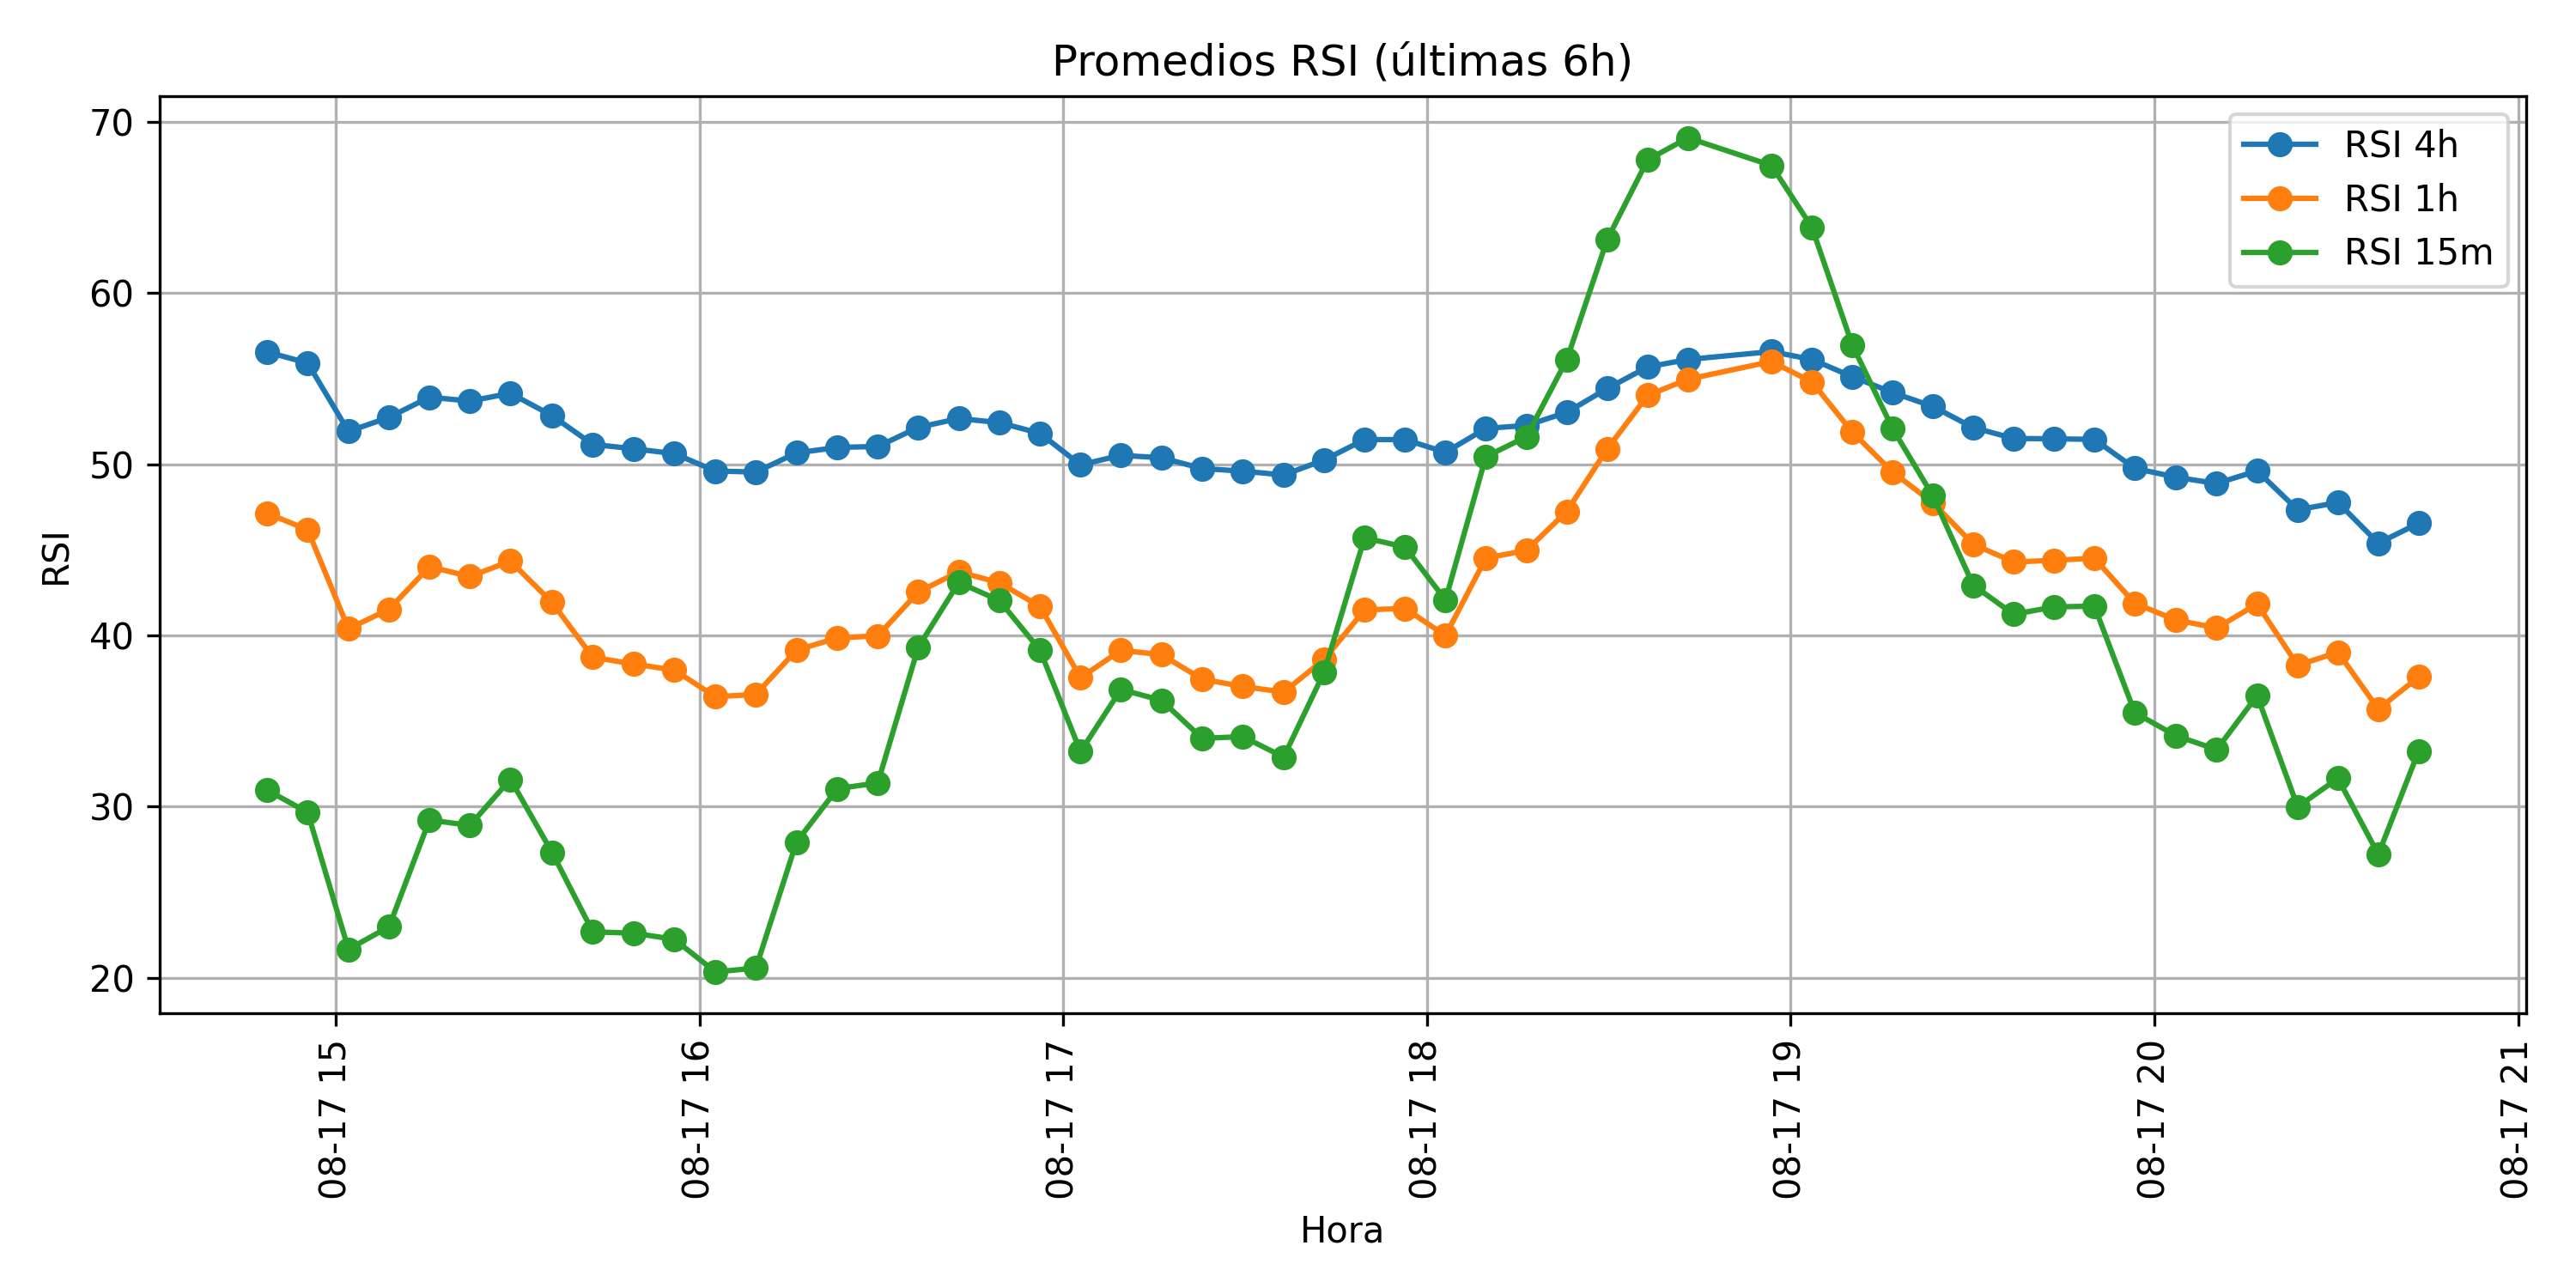 Promedios RSI (últimas 6h)
RSI 4h
RSI 1h
RSI 15m
RSI
70
60
50
40
30
20
08-17 15
08-17 16
08-17 17
08-17 18
08-17 19
08-17 20
08-17 21
Hora